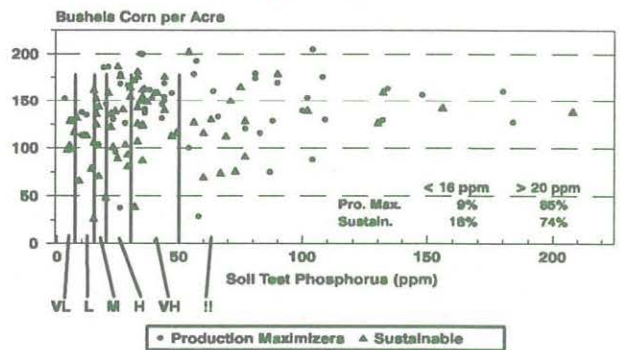 Bushels Corn per Acre
200
150
100
50
0
< 16 ppm > 20 ppm
Pro. Max. 9% 85%
Sustain. 18% 74%
0 50 100 150 200
Soil Test Phosphorus (ppm)
VL L M H VH !!
• Production Maximizers ▲ Sustainable